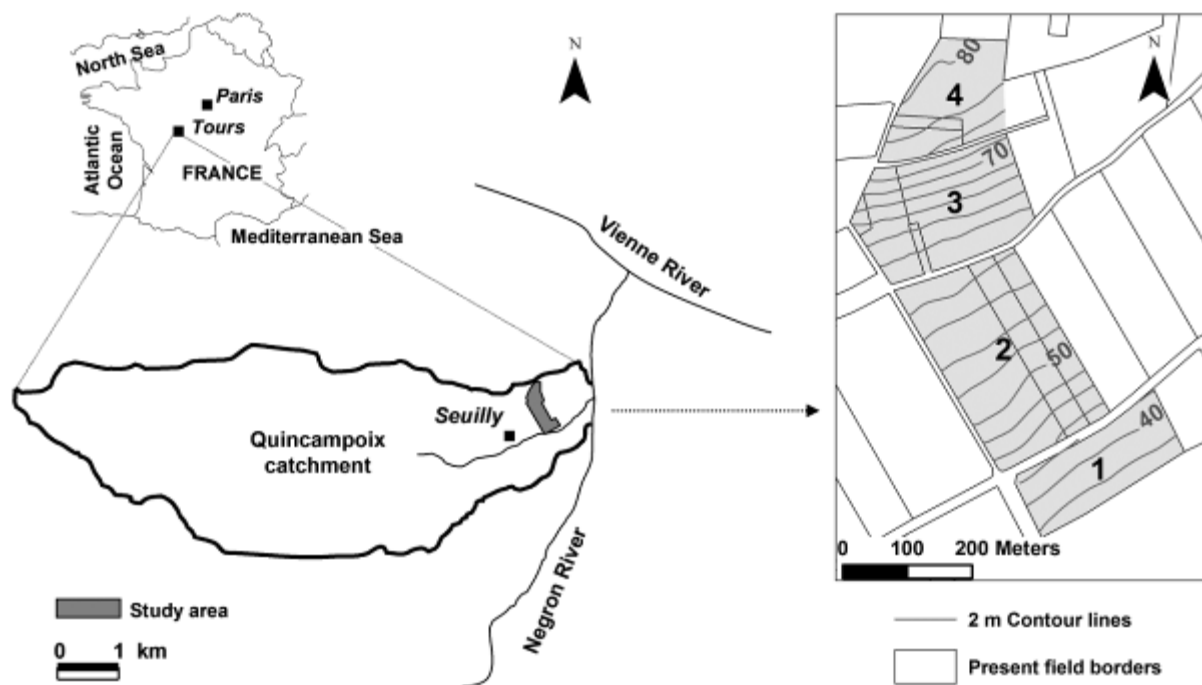 North Sea
Paris
Tours
Atlantic
Ocean
FRANCE
Mediterranean Sea
N
Vienne River
Seuilly
Quincampoix
catchment
Negron River
Study area
0 1 km
N
80
4
70
3
2
50
40
1
0 100 200 Meters
2 m Contour lines
Present field borders